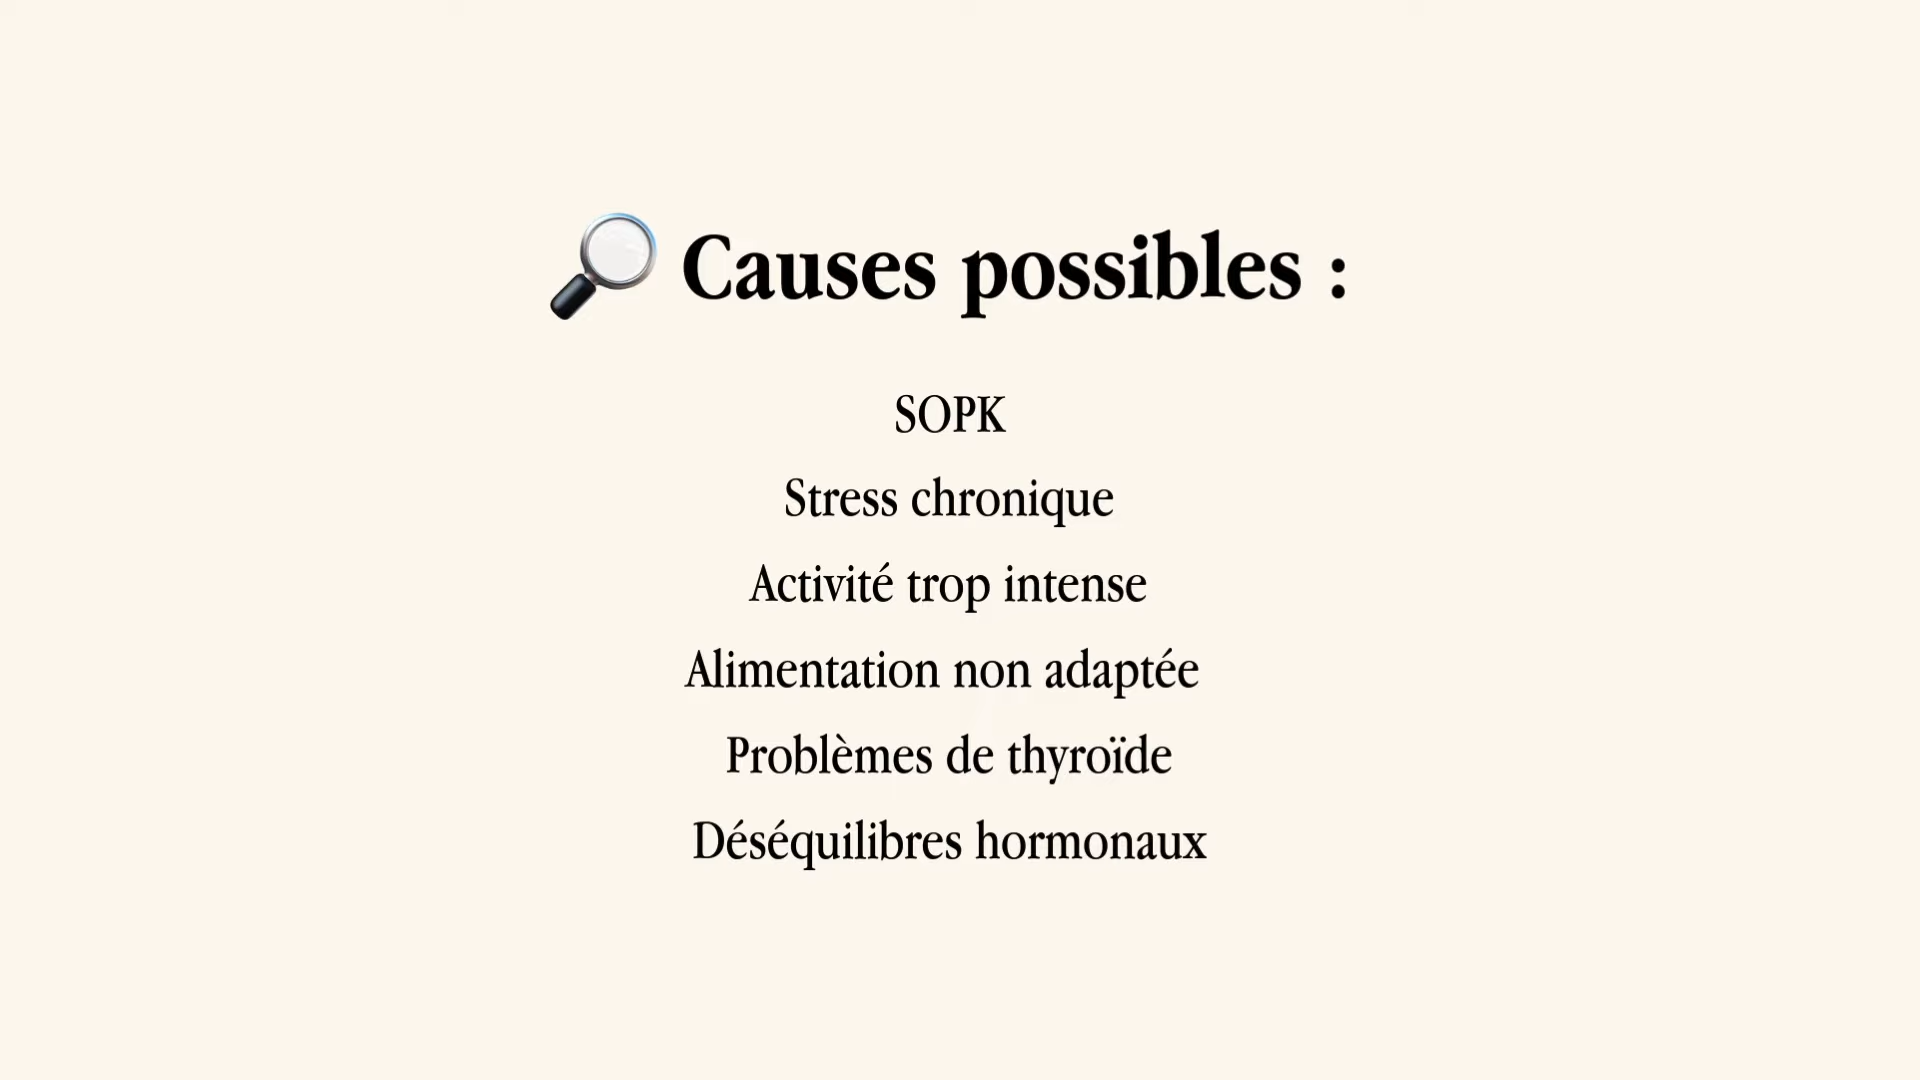 🔎 Causes possibles :
SOPK
Stress chronique
Activité trop intense
Alimentation non adaptée
Problèmes de thyroïde
Déséquilibres hormonaux